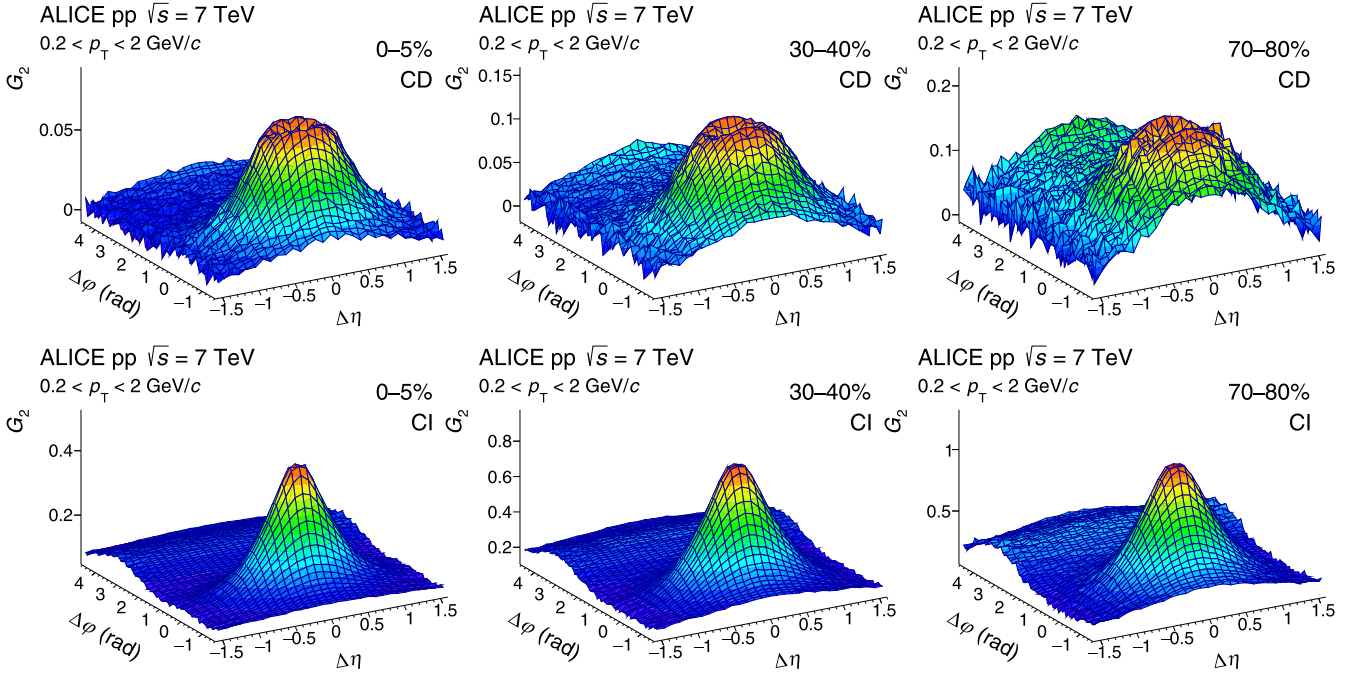 ALICE pp √s = 7 TeV
0.2 < pT < 2 GeV/c
0–5%
CD
G2
0.05
0
4
3
2
1
0
−1
Δφ (rad)
−1.5
−1
−0.5
0
0.5
1
1.5
Δη
ALICE pp √s = 7 TeV
0.2 < pT < 2 GeV/c
30–40%
CD
G2
0.15
0.1
0.05
0
4
3
2
1
0
−1
Δφ (rad)
−1.5
−1
−0.5
0
0.5
1
1.5
Δη
ALICE pp √s = 7 TeV
0.2 < pT < 2 GeV/c
70–80%
CD
G2
0.2
0.1
0
4
3
2
1
0
−1
Δφ (rad)
−1.5
−1
−0.5
0
0.5
1
1.5
Δη
ALICE pp √s = 7 TeV
0.2 < pT < 2 GeV/c
0–5%
CI
G2
0.4
0.2
4
3
2
1
0
−1
Δφ (rad)
−1.5
−1
−0.5
0
0.5
1
1.5
Δη
ALICE pp √s = 7 TeV
0.2 < pT < 2 GeV/c
30–40%
CI
G2
0.8
0.6
0.4
0.2
4
3
2
1
0
−1
Δφ (rad)
−1.5
−1
−0.5
0
0.5
1
1.5
Δη
ALICE pp √s = 7 TeV
0.2 < pT < 2 GeV/c
70–80%
CI
G2
1
0.5
4
3
2
1
0
−1
Δφ (rad)
−1.5
−1
−0.5
0
0.5
1
1.5
Δη